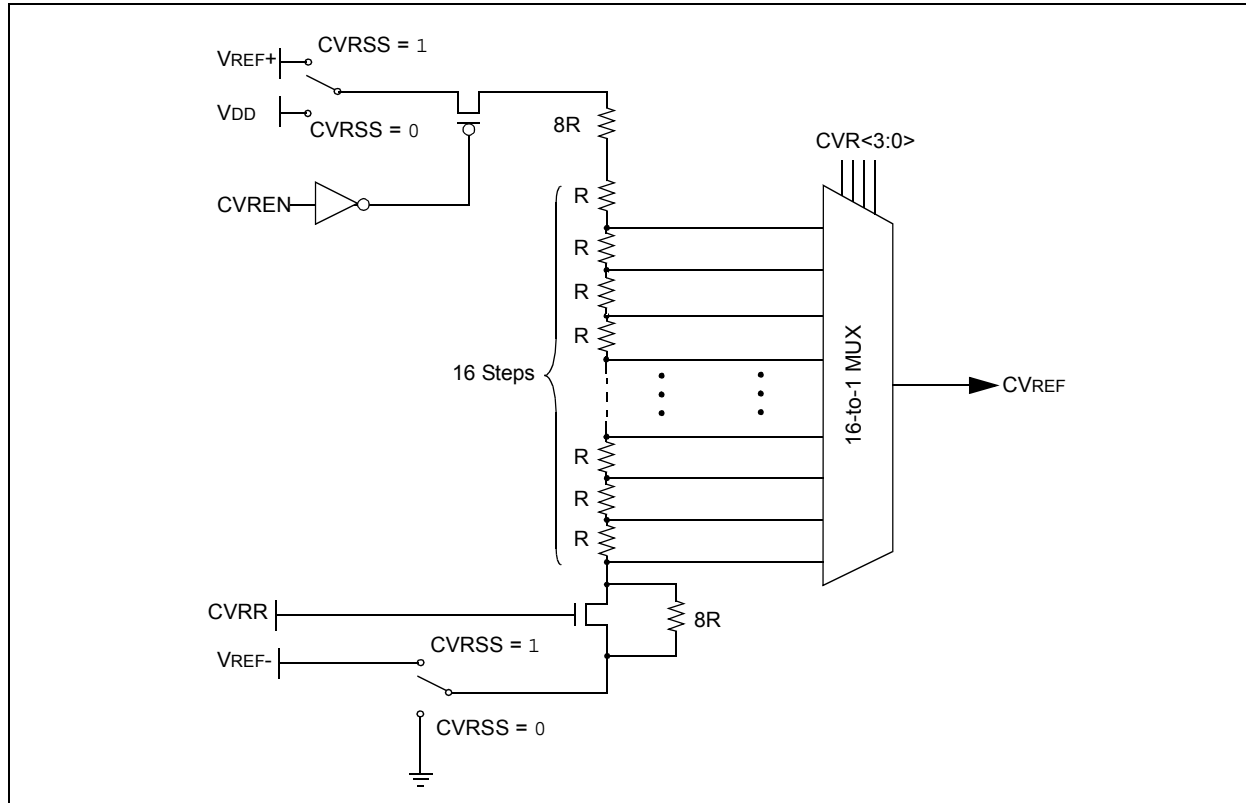 CVRSS = 1
VREF+
VDD
CVRSS = 0
8R
CVR<3:0>
CVREN
R
R
R
R
16 Steps
16-to-1 MUX
CVREF
R
R
R
CVRR
8R
CVRSS = 1
VREF-
CVRSS = 0